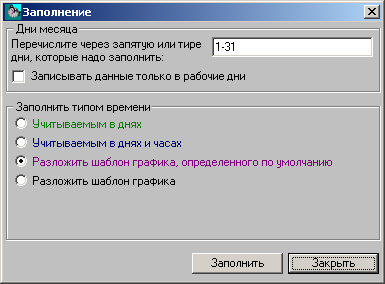 Заполнение
Дни месяца
Перечислите через запятую или тире
дни, которые надо заполнить:
1-31
Записывать данные только в рабочие дни
Заполнить типом времени
Учитываемым в днях
Учитываемым в днях и часах
Разложить шаблон графика, определенного по умолчанию
Разложить шаблон графика
Заполнить
Закрыть